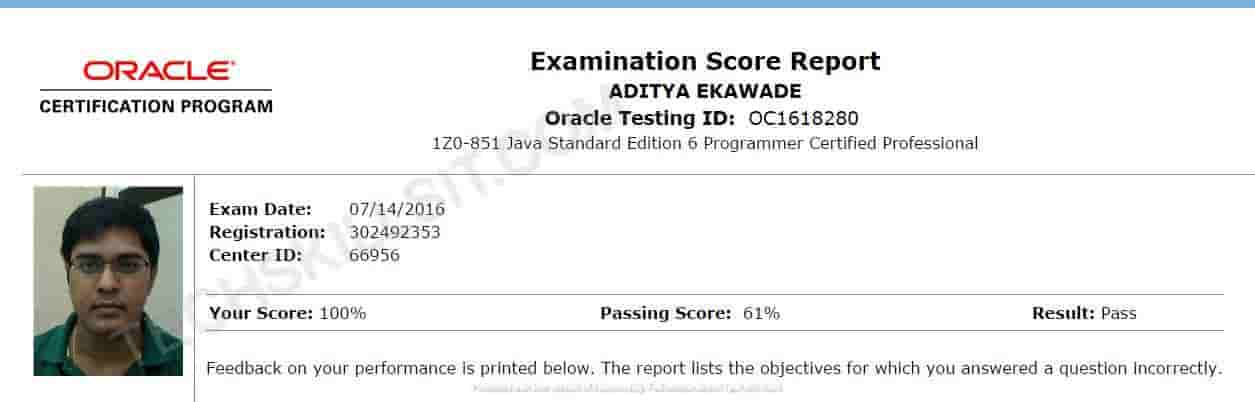 ORACLE
CERTIFICATION PROGRAM
Examination Score Report
ADITYA EKAWADE
Oracle Testing ID: OC1618280
1Z0-851 Java Standard Edition 6 Programmer Certified Professional
Exam Date: 07/14/2016
Registration: 302492353
Center ID: 66956
Your Score: 100% Passing Score: 61% Result: Pass
Feedback on your performance is printed below. The report lists the objectives for which you answered a question incorrectly.
TECHSKILLSIT.COM